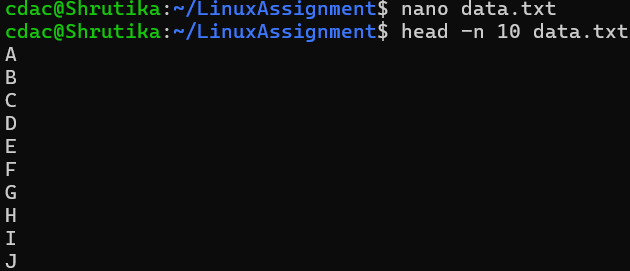 cdac@Shrutika:~/LinuxAssignment$ nano data.txt
cdac@Shrutika:~/LinuxAssignment$ head -n 10 data.txt
A
B
C
D
E
F
G
H
I
J